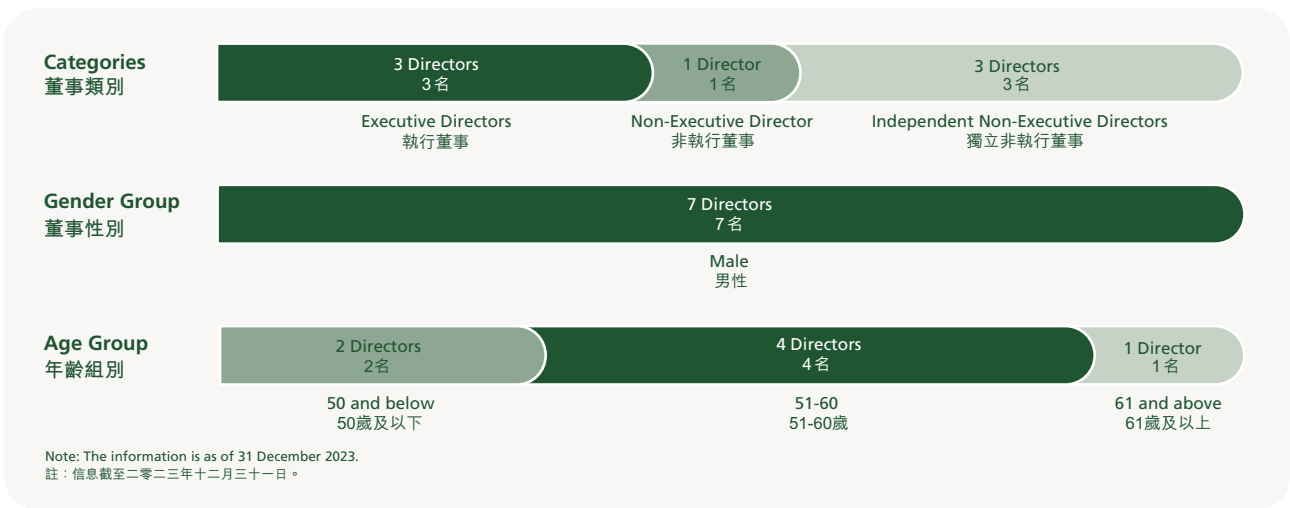 Categories
董事類別
3 Directors
3名
1 Director
1名
3 Directors
3名
Executive Directors
執行董事
Non-Executive Director
非執行董事
Independent Non-Executive Directors
獨立非執行董事
Gender Group
董事性別
7 Directors
7名
Male
男性
Age Group
年齡組別
2 Directors
2名
4 Directors
4名
1 Director
1名
50 and below
50歲及以下
51-60
51-60歲
61 and above
61歲及以上
Note: The information is as of 31 December 2023.
註：信息截至二零二三年十二月三十一日。